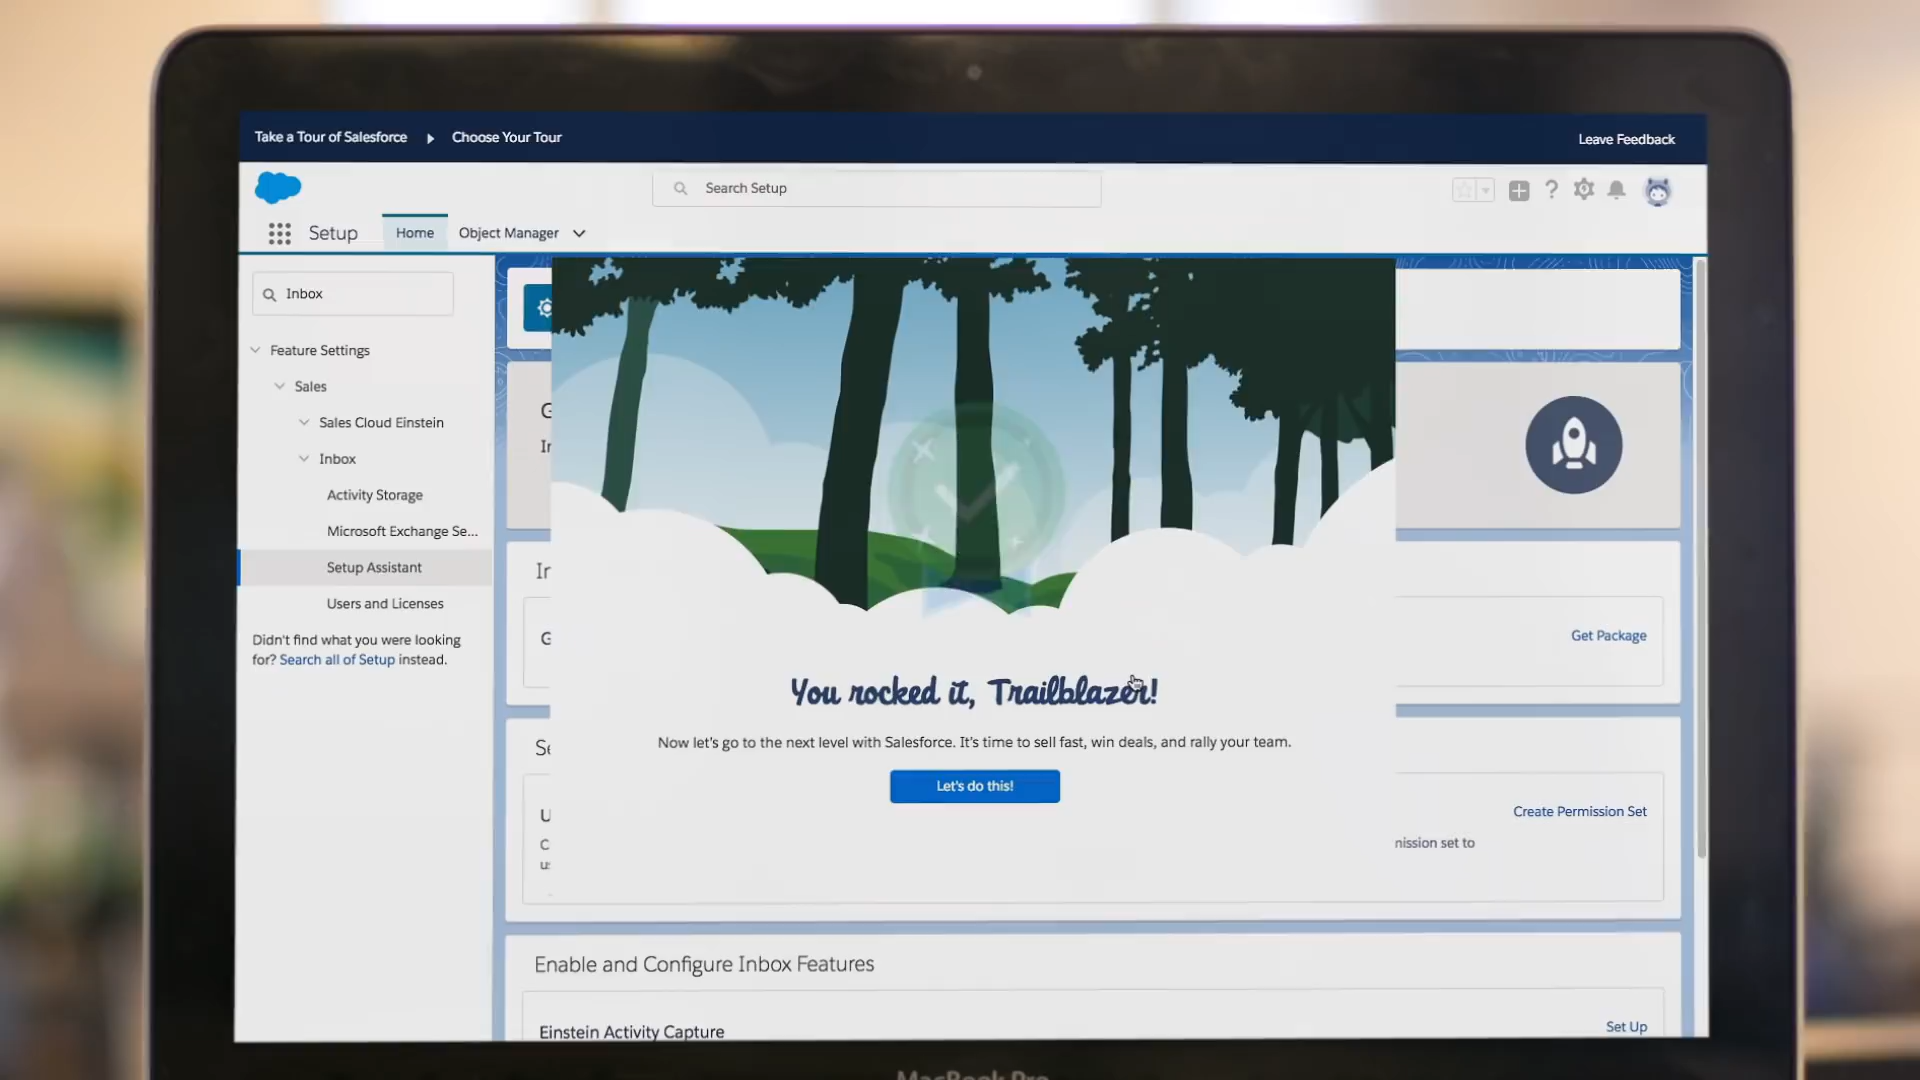 Take a Tour of Salesforce
Choose Your Tour
Leave Feedback
Search Setup
Setup
Home
Object Manager
Inbox
Feature Settings
Sales
Sales Cloud Einstein
Inbox
Activity Storage
Microsoft Exchange Se...
Setup Assistant
Users and Licenses
Didn't find what you were looking
for? Search all of Setup instead.
Get Package
You rocked it, Trailblazer!
Now let's go to the next level with Salesforce. It's time to sell fast, win deals, and rally your team.
Let's do this!
Create Permission Set
mission set to
Enable and Configure Inbox Features
Einstein Activity Capture
Set Up
MacBook Pro